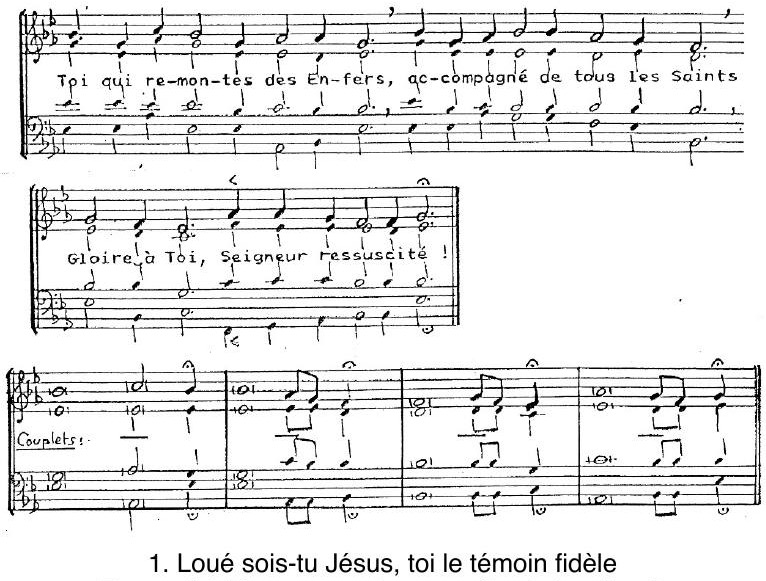 Toi qui re-mon-tes des En-fers, ac-compagné de tous les Saints
Gloire à Toi, Seigneur ressuscité !
Couplets :
1. Loué sois-tu Jésus, toi le témoin fidèle